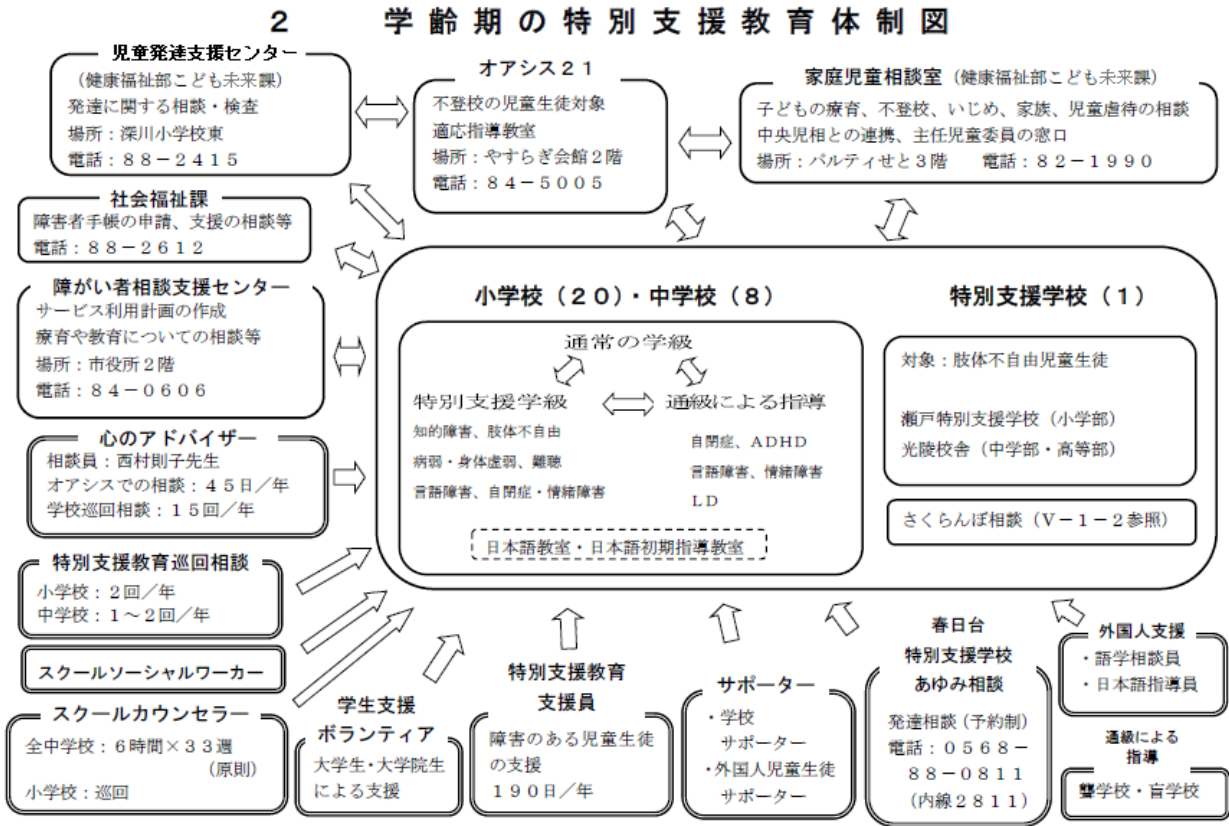 ２　学齢期の特別支援教育体制図
児童発達支援センター
（健康福祉部こども未来課）
発達に関する相談・検査
場所：深川小学校東
電話：８８－２４１５
オアシス２１
不登校の児童生徒対象
適応指導教室
場所：やすらぎ会館２階
電話：８４－５００５
家庭児童相談室（健康福祉部こども未来課）
子どもの療育、不登校、いじめ、家族、児童虐待の相談
中央児相との連携、主任児童委員の窓口
場所：パルティせと３階　電話：８２－１９９０
社会福祉課
障害者手帳の申請、支援の相談等
電話：８８－２６１２
障がい者相談支援センター
サービス利用計画の作成
療育や教育についての相談等
場所：市役所２階
電話：８４－０６０６
心のアドバイザー
相談員：西村則子先生
オアシスでの相談：４５日／年
学校巡回相談：１５回／年
特別支援教育巡回相談
小学校：２回／年
中学校：１～２回／年
スクールソーシャルワーカー
スクールカウンセラー
全中学校：６時間×３３週
（原則）
小学校：巡回
小学校（２０）・中学校（８）
通常の学級
特別支援学級
知的障害、肢体不自由
病弱・身体虚弱、難聴
言語障害、自閉症・情緒障害
通級による指導
自閉症、ＡＤＨＤ
言語障害、情緒障害
ＬＤ
日本語教室・日本語初期指導教室
特別支援学校（１）
対象：肢体不自由児童生徒
瀬戸特別支援学校（小学部）
光陵校舎（中学部・高等部）
さくらんぼ相談（Ⅴ－１－２参照）
学生支援
ボランティア
大学生・大学院生
による支援
特別支援教育
支援員
障害のある児童生徒
の支援
１９０日／年
サポーター
・学校
サポーター
・外国人児童生徒
サポーター
春日台
特別支援学校
あゆみ相談
発達相談（予約制）
電話：０５６８－
８８－０８１１
（内線２８１１）
外国人支援
・語学相談員
・日本語指導員
通級による
指導
聾学校・盲学校